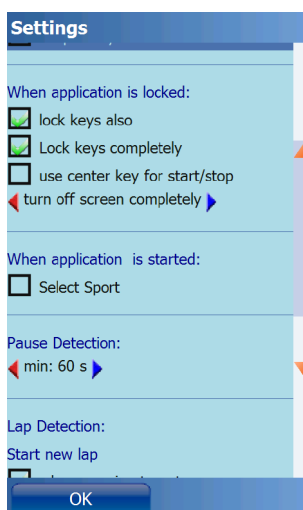 Settings
When application is locked:
lock keys also
Lock keys completely
use center key for start/stop
turn off screen completely
When application  is started:
Select Sport
Pause Detection:
min: 60 s
Lap Detection:
Start new lap
OK